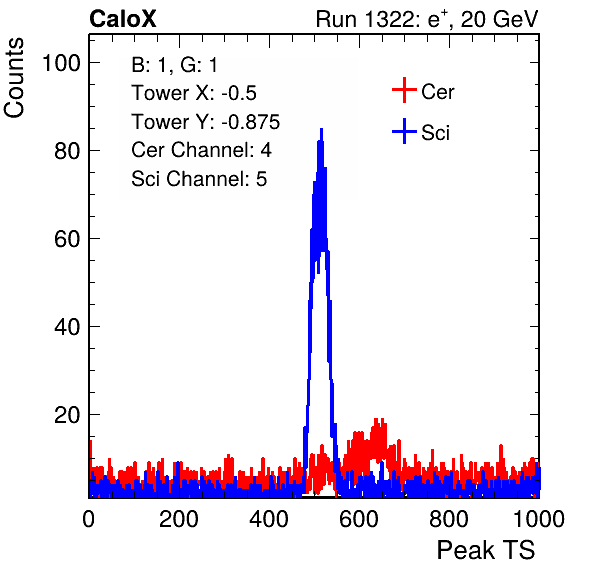 CaloX Run 1322: e+, 20 GeV
Counts
100
80
60
40
20
B: 1, G: 1
Tower X: -0.5
Tower Y: -0.875
Cer Channel: 4
Sci Channel: 5
Cer
Sci
0 200 400 600 800 1000
Peak TS